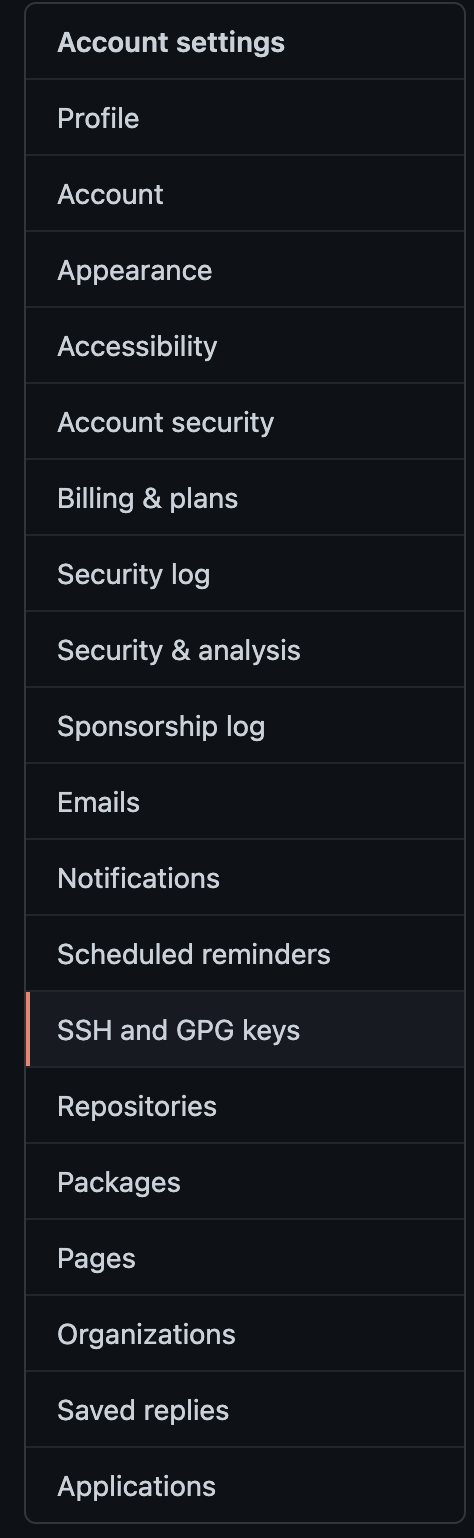 Account settings
Profile
Account
Appearance
Accessibility
Account security
Billing & plans
Security log
Security & analysis
Sponsorship log
Emails
Notifications
Scheduled reminders
SSH and GPG keys
Repositories
Packages
Pages
Organizations
Saved replies
Applications